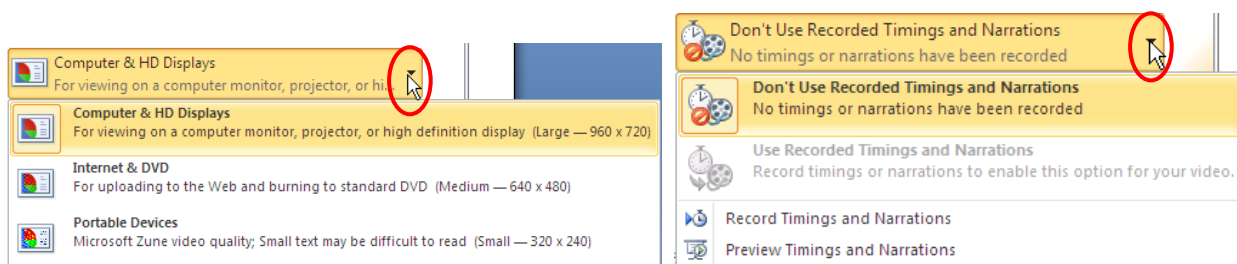 Computer & HD Displays
For viewing on a computer monitor, projector, or hi...
Computer & HD Displays
For viewing on a computer monitor, projector, or high definition display (Large — 960 x 720)
Internet & DVD
For uploading to the Web and burning to standard DVD (Medium — 640 x 480)
Portable Devices
Microsoft Zune video quality; Small text may be difficult to read (Small — 320 x 240)
Don't Use Recorded Timings and Narrations
No timings or narrations have been recorded
Don't Use Recorded Timings and Narrations
No timings or narrations have been recorded
Use Recorded Timings and Narrations
Record timings or narrations to enable this option for your video.
Record Timings and Narrations
Preview Timings and Narrations